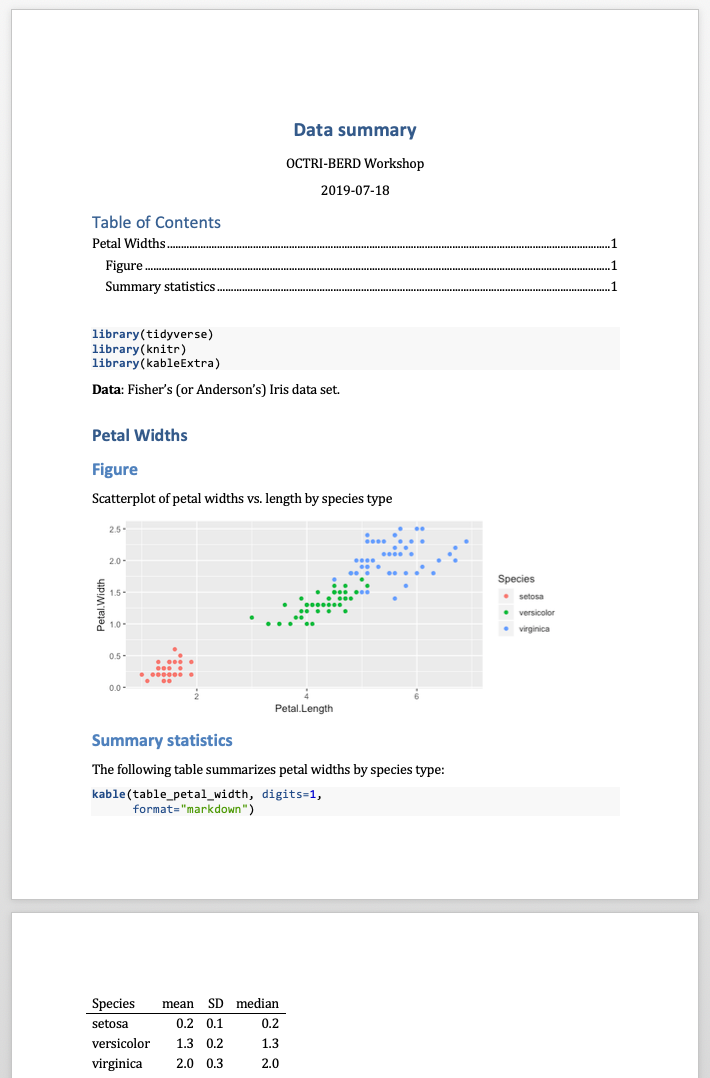 Data summary
OCTRI-BERD Workshop
2019-07-18
Table of Contents
Petal Widths....................1
Figure....................1
Summary statistics....................1
library(tidyverse)
library(knitr)
library(kableExtra)
Data: Fisher’s (or Anderson’s) Iris data set.
Petal Widths
Figure
Scatterplot of petal widths vs. length by species type
2.5
2.0
1.5
1.0
0.5
0.0
Petal.Width
2 4 6
Petal.Length
Species
setosa
versicolor
virginica
Summary statistics
The following table summarizes petal widths by species type:
kable(table_petal_width, digits=1,
format="markdown")
Species mean SD median
setosa 0.2 0.1 0.2
versicolor 1.3 0.2 1.3
virginica 2.0 0.3 2.0